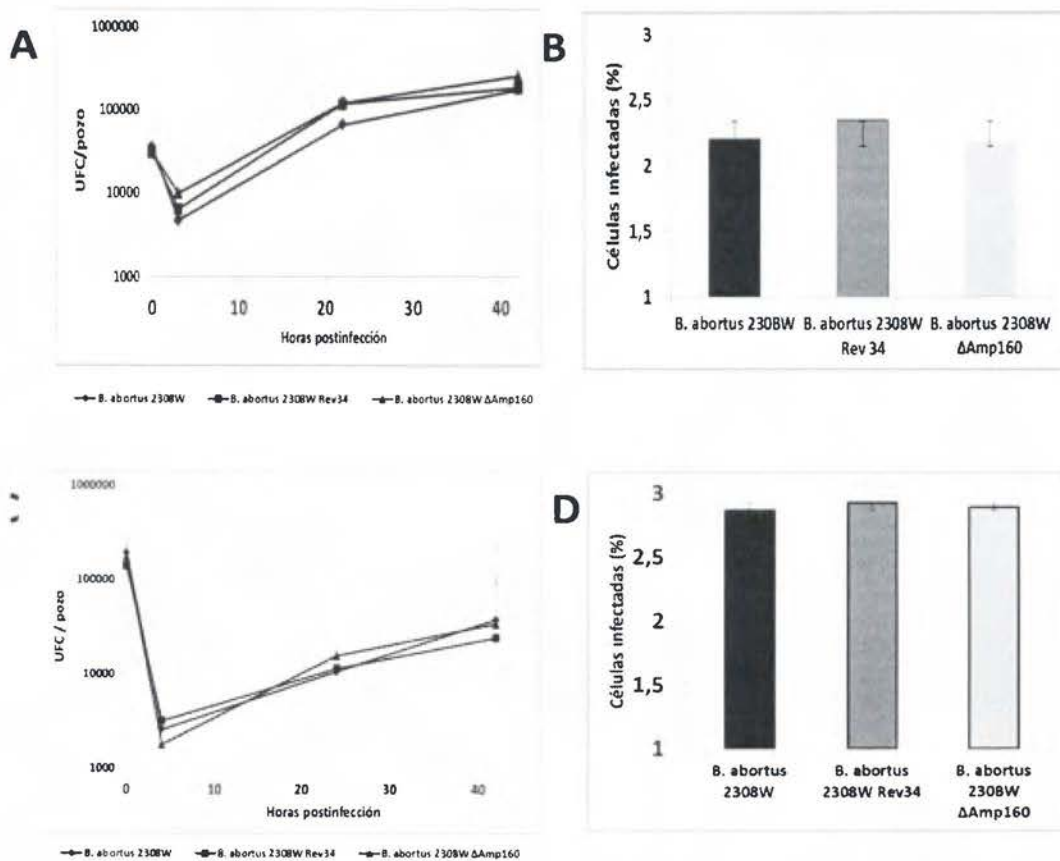 A
1000000
100000
10000
1000
UFC/pozo
0 10 20 30 40
Horas postinfección
B. abortus 2308W B. abortus 2308W Rev34 B. abortus 2308W ΔAmp160
B
3
2,5
2
1,5
1
Células infectadas (%)
B. abortus 2308W B. abortus 2308W B. abortus 2308W
Rev 34 ΔAmp160
1000000
100000
10000
1000
UFC / pozo
0 10 20 30 40
Horas postinfección
B. abortus 2308W B. abortus 2308W Rev34 B. abortus 2308W ΔAmp160
D
3
2,5
2
1,5
1
Células infectadas (%)
B. abortus B. abortus B. abortus
2308W 2308W Rev34 2308W
ΔAmp160